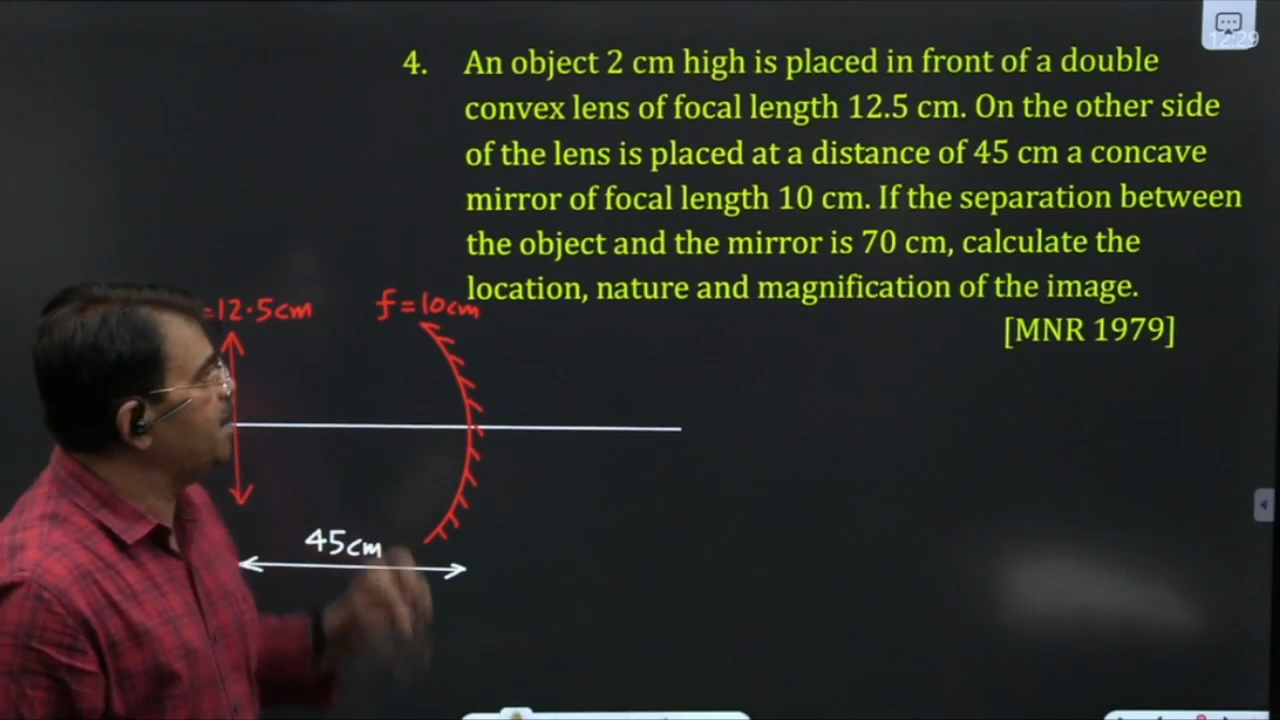 12:29
4. An object 2 cm high is placed in front of a double
convex lens of focal length 12.5 cm. On the other side
of the lens is placed at a distance of 45 cm a concave
mirror of focal length 10 cm. If the separation between
the object and the mirror is 70 cm, calculate the
location, nature and magnification of the image.
[MNR 1979]
=12.5cm f=10cm
45cm